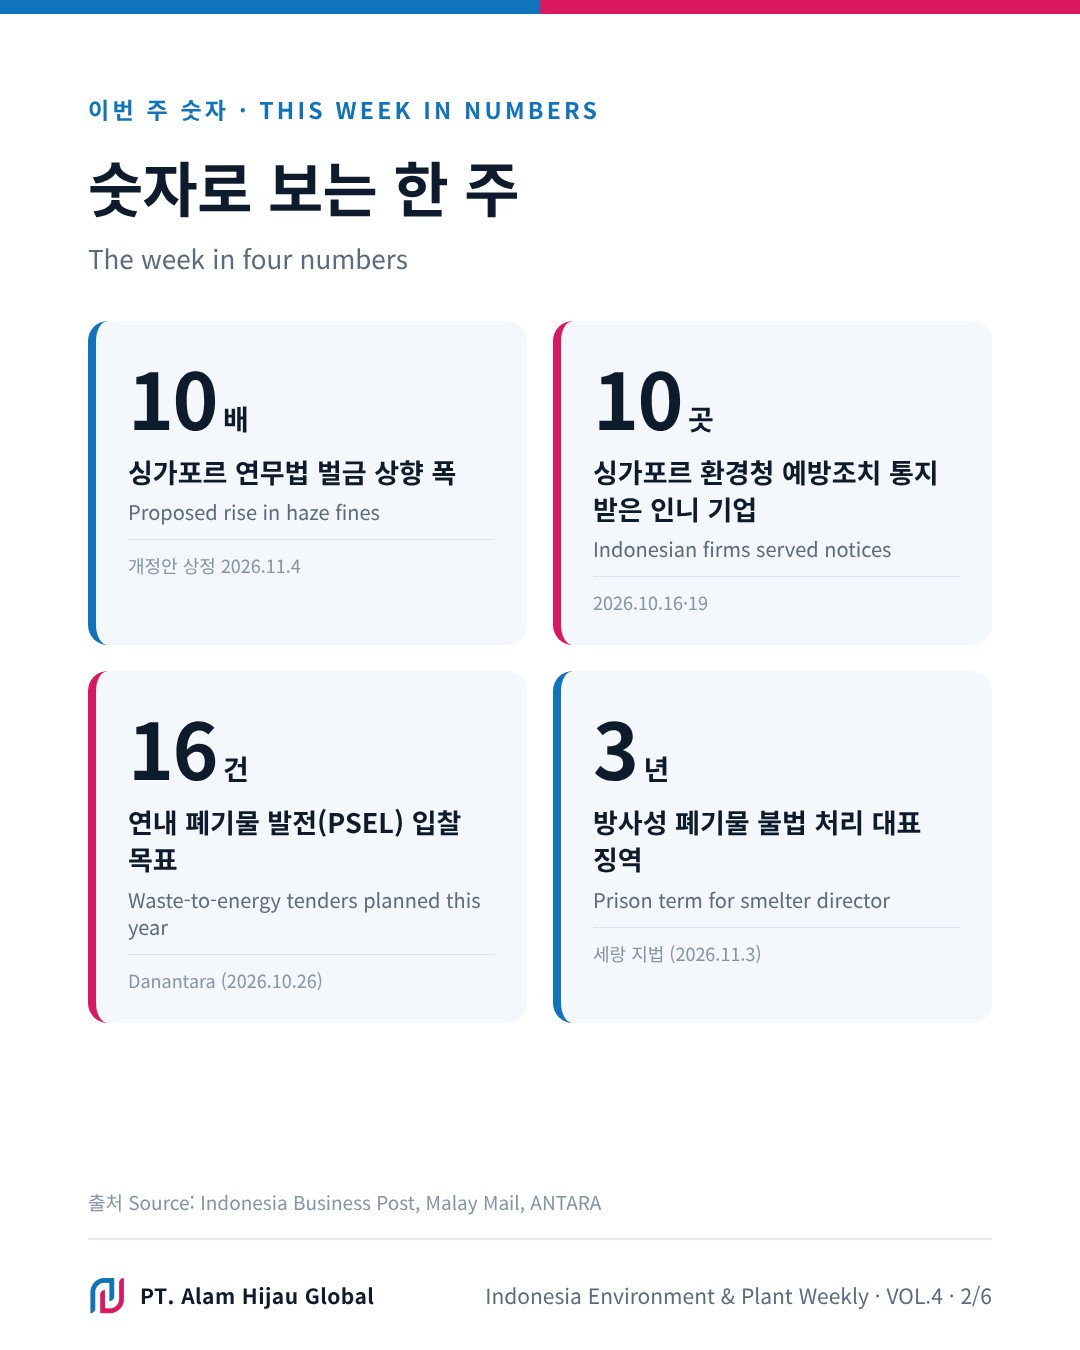 이번 주 숫자 · THIS WEEK IN NUMBERS
숫자로 보는 한 주
The week in four numbers
10배
싱가포르 연무법 벌금 상향 폭
Proposed rise in haze fines
개정안 상정 2026.11.4
10곳
싱가포르 환경청 예방조치 통지
받은 인니 기업
Indonesian firms served notices
2026.10.16·19
16건
연내 폐기물 발전(PSEL) 입찰
목표
Waste-to-energy tenders planned this
year
Danantara (2026.10.26)
3년
방사성 폐기물 불법 처리 대표
징역
Prison term for smelter director
세랑 지법 (2026.11.3)
출처 Source: Indonesia Business Post, Malay Mail, ANTARA
PT. Alam Hijau Global
Indonesia Environment & Plant Weekly · VOL.4 · 2/6